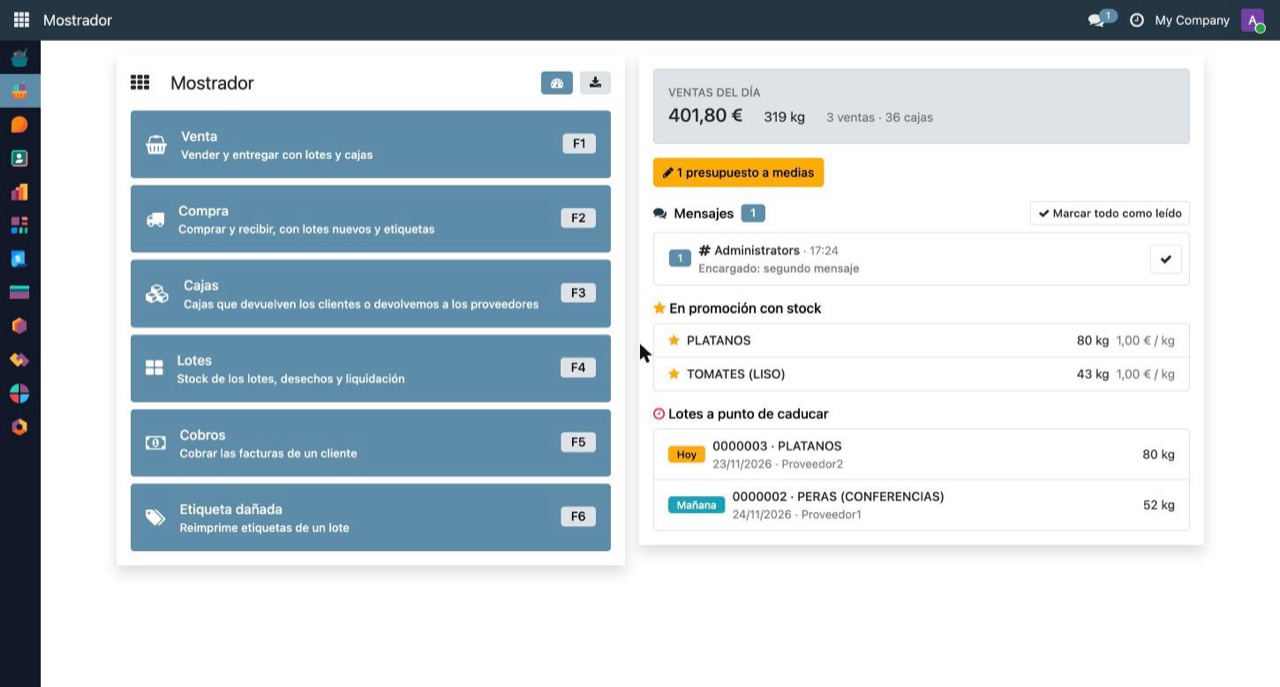 Mostrador
1
My Company
A
Mostrador
Venta
Vender y entregar con lotes y cajas
F1
Compra
Comprar y recibir, con lotes nuevos y etiquetas
F2
Cajas
Cajas que devuelven los clientes o devolvemos a los proveedores
F3
Lotes
Stock de los lotes, desechos y liquidación
F4
Cobros
Cobrar las facturas de un cliente
F5
Etiqueta dañada
Reimprime etiquetas de un lote
F6
VENTAS DEL DÍA
401,80 € 319 kg 3 ventas · 36 cajas
1 presupuesto a medias
Mensajes 1
Marcar todo como leído
1
# Administrators · 17:24
Encargado: segundo mensaje
En promoción con stock
PLATANOS 80 kg 1,00 € / kg
TOMATES (LISO) 43 kg 1,00 € / kg
Lotes a punto de caducar
Hoy
0000003 · PLATANOS
23/11/2026 · Proveedor2
80 kg
Mañana
0000002 · PERAS (CONFERENCIAS)
24/11/2026 · Proveedor1
52 kg